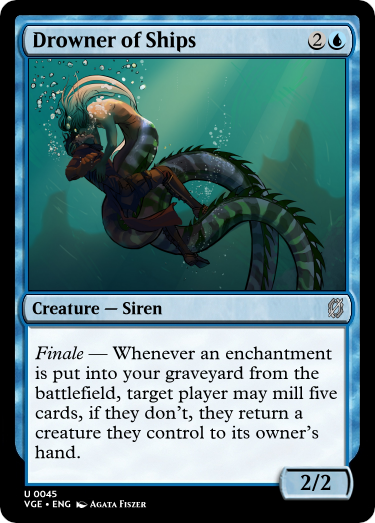 Drowner of Ships 2
Creature — Siren
Finale — Whenever an enchantment
is put into your graveyard from the
battlefield, target player may mill five
cards, if they don't, they return a
creature they control to its owner's
hand.
2/2
U 0045
VGE • ENG Agata Fiszer